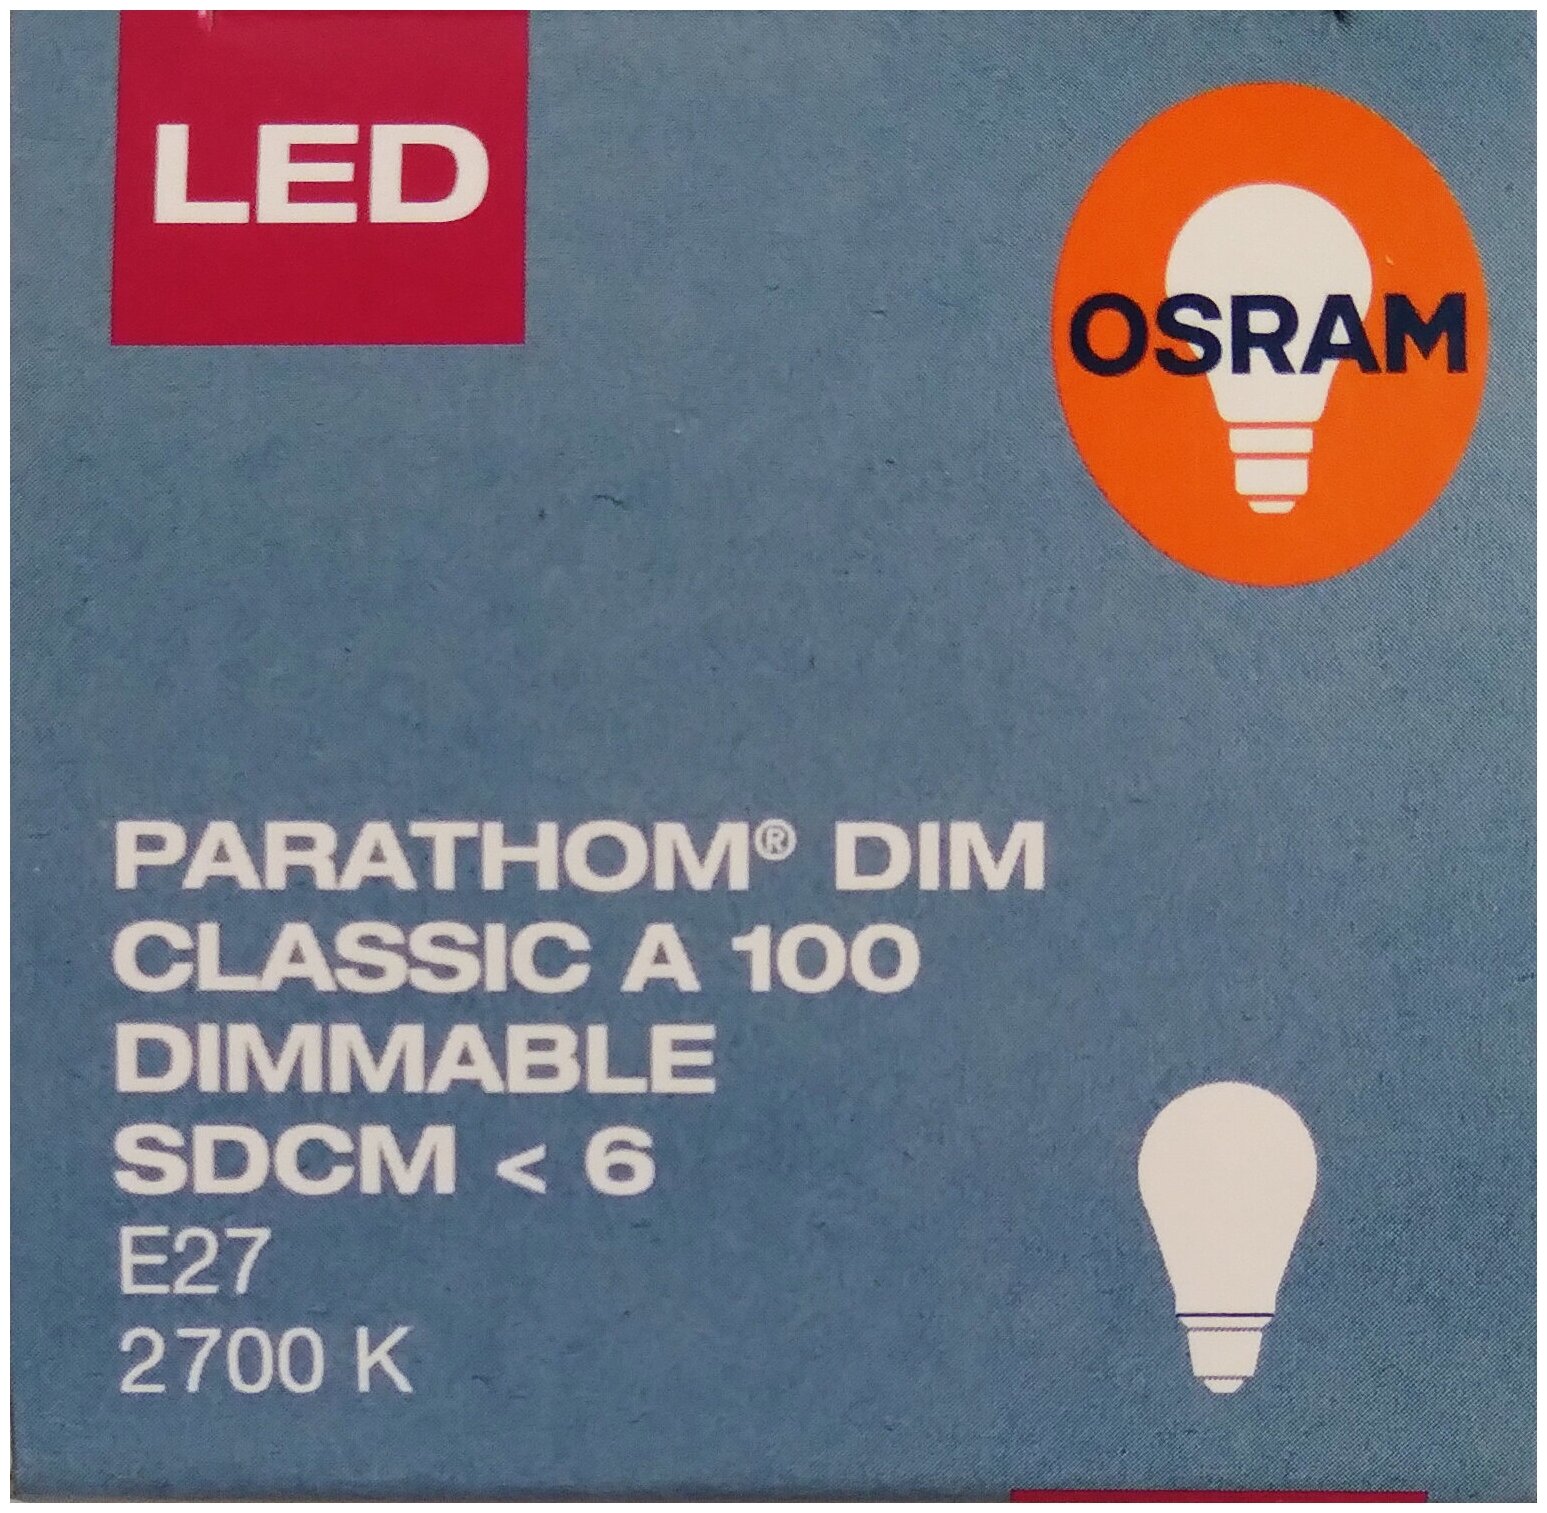 LED
OSRAM
PARATHOM® DIM
CLASSIC A 100
DIMMABLE
SDCM < 6
E27
2700 K